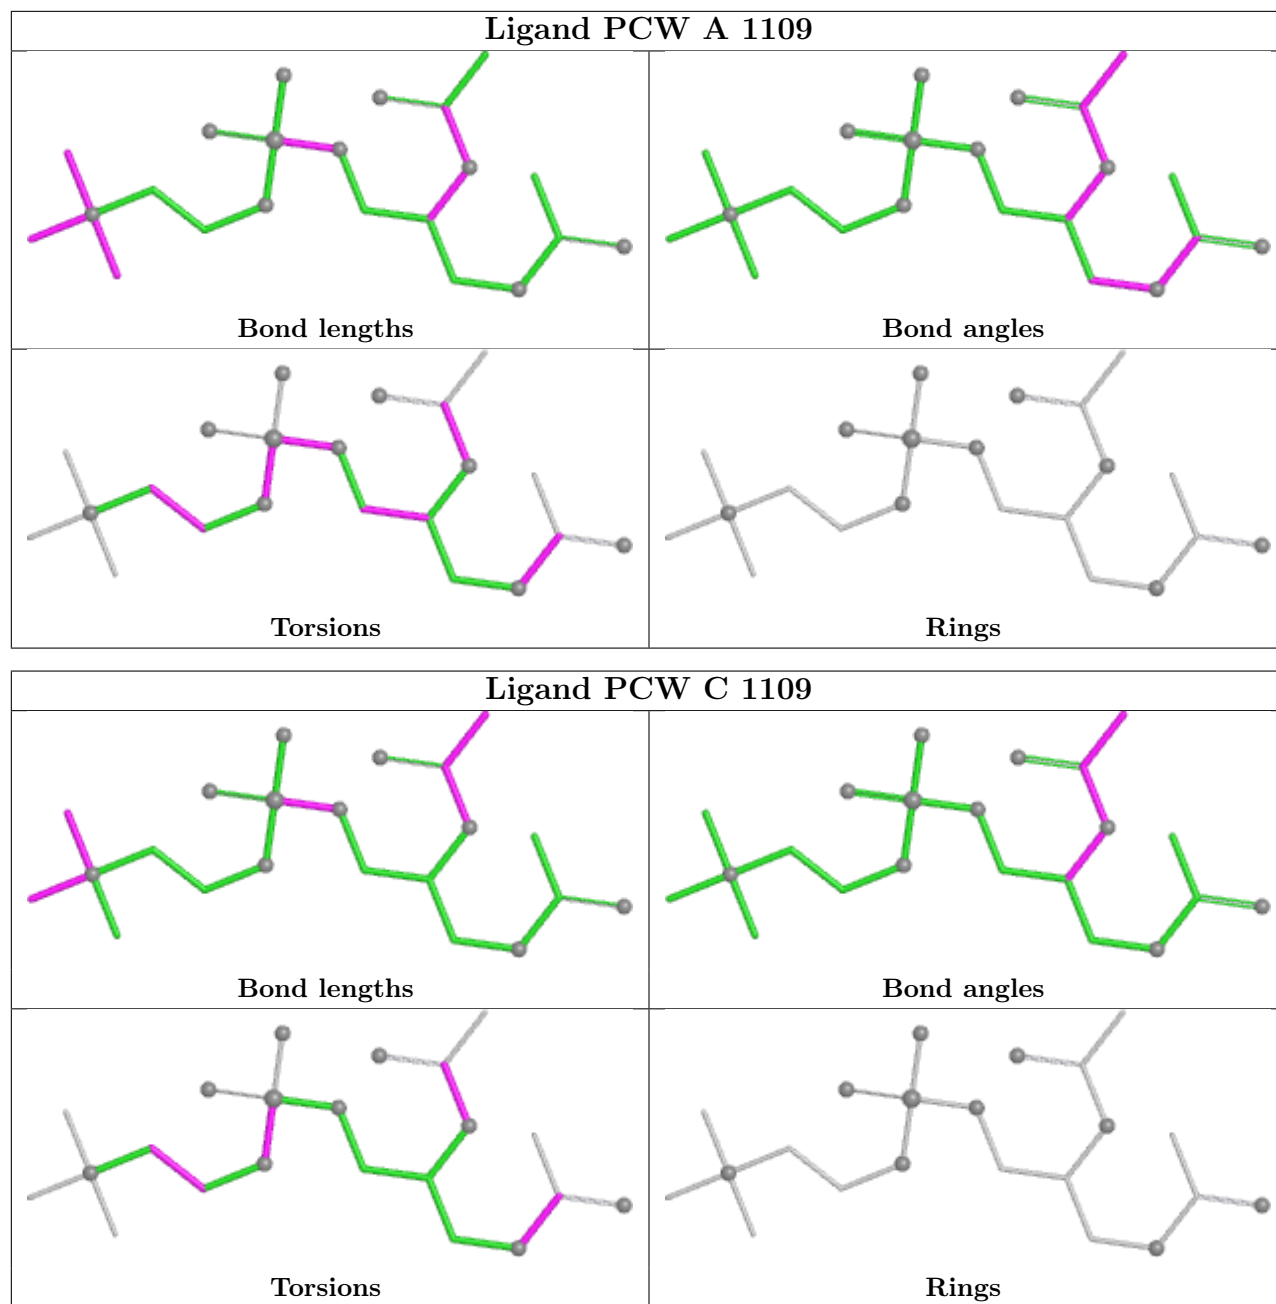 Ligand PCW A 1109
Bond lengths
Bond angles
Torsions
Rings
Ligand PCW C 1109
Bond lengths
Bond angles
Torsions
Rings